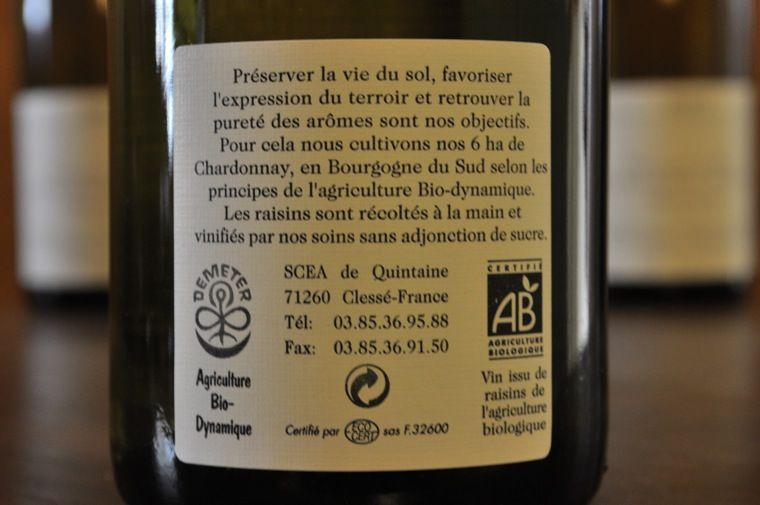 Préserver la vie du sol, favoriser
l'expression du terroir et retrouver la
pureté des arômes sont nos objectifs.
Pour cela nous cultivons nos 6 ha de
Chardonnay, en Bourgogne du Sud selon les
principes de l'agriculture Bio-dynamique.
Les raisins sont récoltés à la main et
vinifiés par nos soins sans adjonction de sucre.
DEMETER
Agriculture
Bio-
Dynamique
SCEA de Quintaine
71260 Clessé-France
Tél: 03.85.36.95.88
Fax: 03.85.36.91.50
Certifié par ECO CERT sas F.32600
CERTIFIÉ
AB
AGRICULTURE
BIOLOGIQUE
Vin issu de
raisins de
l'agriculture
biologique